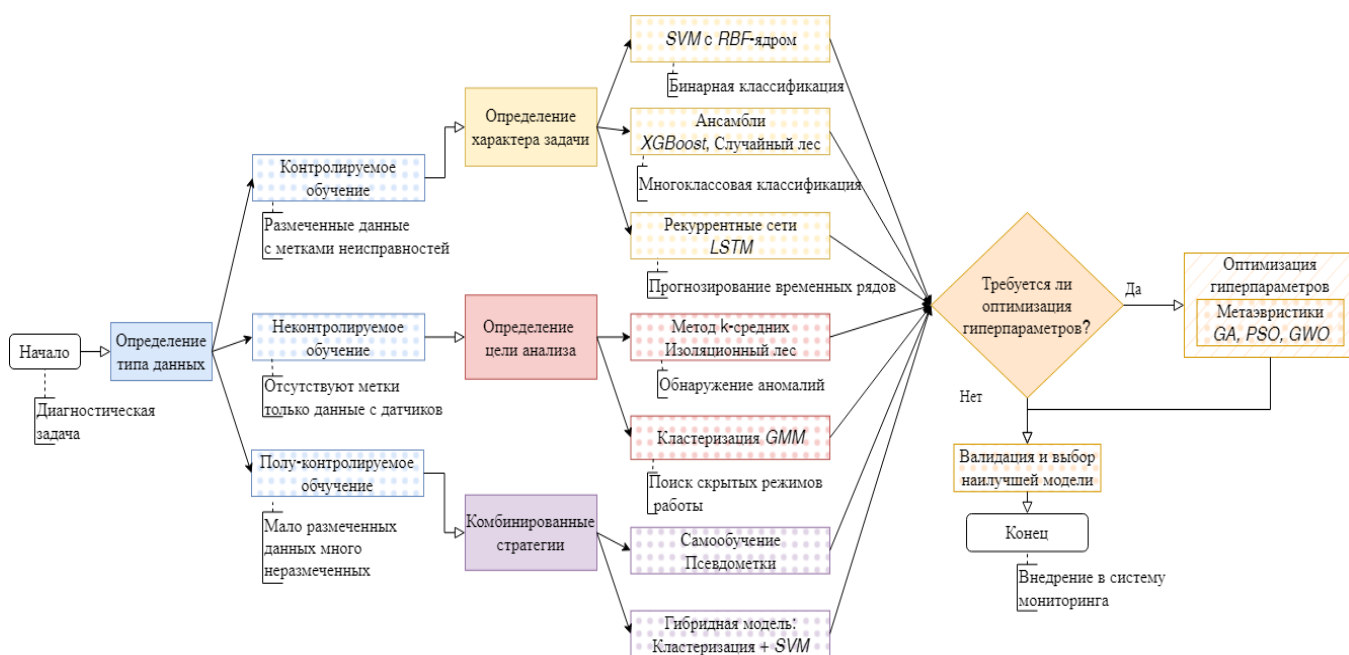 Начало
Диагностическая
задача
Определение
типа данных
Контролируемое
обучение
Размеченные данные
с метками неисправностей
Неконтролируемое
обучение
Отсутствуют метки
только данные с датчиков
Полу-контролируемое
обчучение
Мало размеченных
данных много
неразмеченных
Определение
характера задачи
Определение
цели анализа
Комбинированные
стратегии
SVM с RBF-ядром
Бинарная классификация
Ансамбли
XGBoost, Случайный лес
Многоклассовая классификация
Рекуррентные сети
LSTM
Прогнозирование временных рядов
Метод k-средних
Изоляционный лес
Обнаружение аномалий
Кластеризация GMM
Поиск скрытых режимов
работы
Самообучение
Псевдометки
Гибридная модель:
Кластеризация + SVM
Требуется ли
оптимизация
гиперпараметров?
Да
Нет
Оптимизация
гиперпараметров
Метаэвристики
GA, PSO, GWO
Валидация и выбор
наилучшей модели
Конец
Внедрение в систему
мониторинга